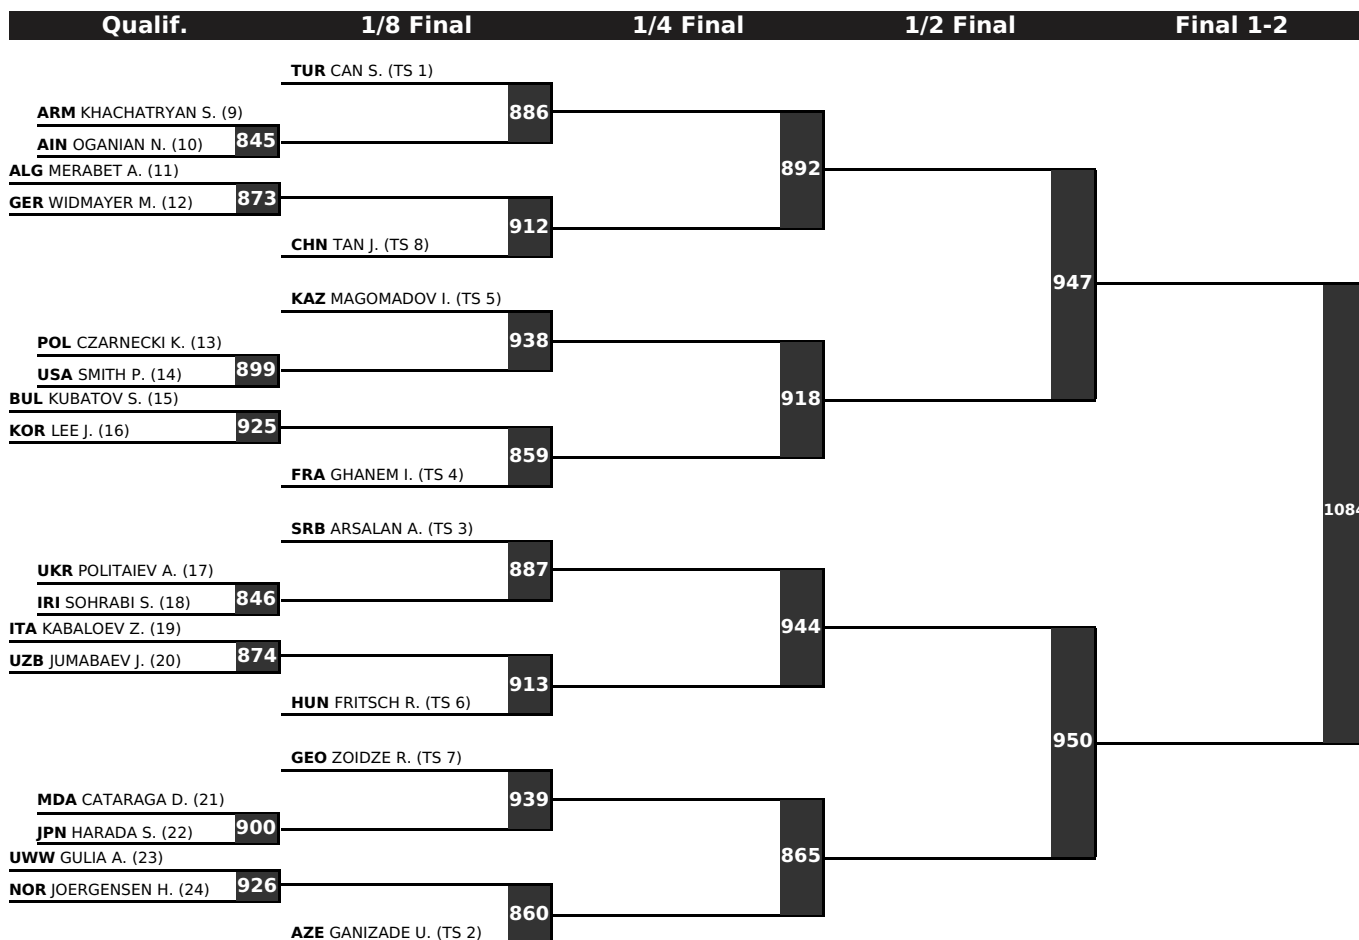 Qualif. 1/8 Final 1/4 Final 1/2 Final Final 1-2
TUR CAN S. (TS 1)
ARM KHACHATRYAN S. (9)
886
AIN OGANIAN N. (10) 845
ALG MERABET A. (11)
892
GER WIDMAYER M. (12) 873
912
CHN TAN J. (TS 8)
947
KAZ MAGOMADOV I. (TS 5)
POL CZARNECKI K. (13)
938
USA SMITH P. (14) 899
BUL KUBATOV S. (15)
918
KOR LEE J. (16) 925
859
FRA GHANEM I. (TS 4)
1084
SRB ARSALAN A. (TS 3)
UKR POLITAIEV A. (17)
887
IRI SOHRABI S. (18) 846
ITA KABALOEV Z. (19)
944
UZB JUMABAEV J. (20) 874
913
HUN FRITSCH R. (TS 6)
950
GEO ZOIDZE R. (TS 7)
MDA CATARAGA D. (21)
939
JPN HARADA S. (22) 900
UWW GULIA A. (23)
865
NOR JOERGENSEN H. (24) 926
860
AZE GANIZADE U. (TS 2)